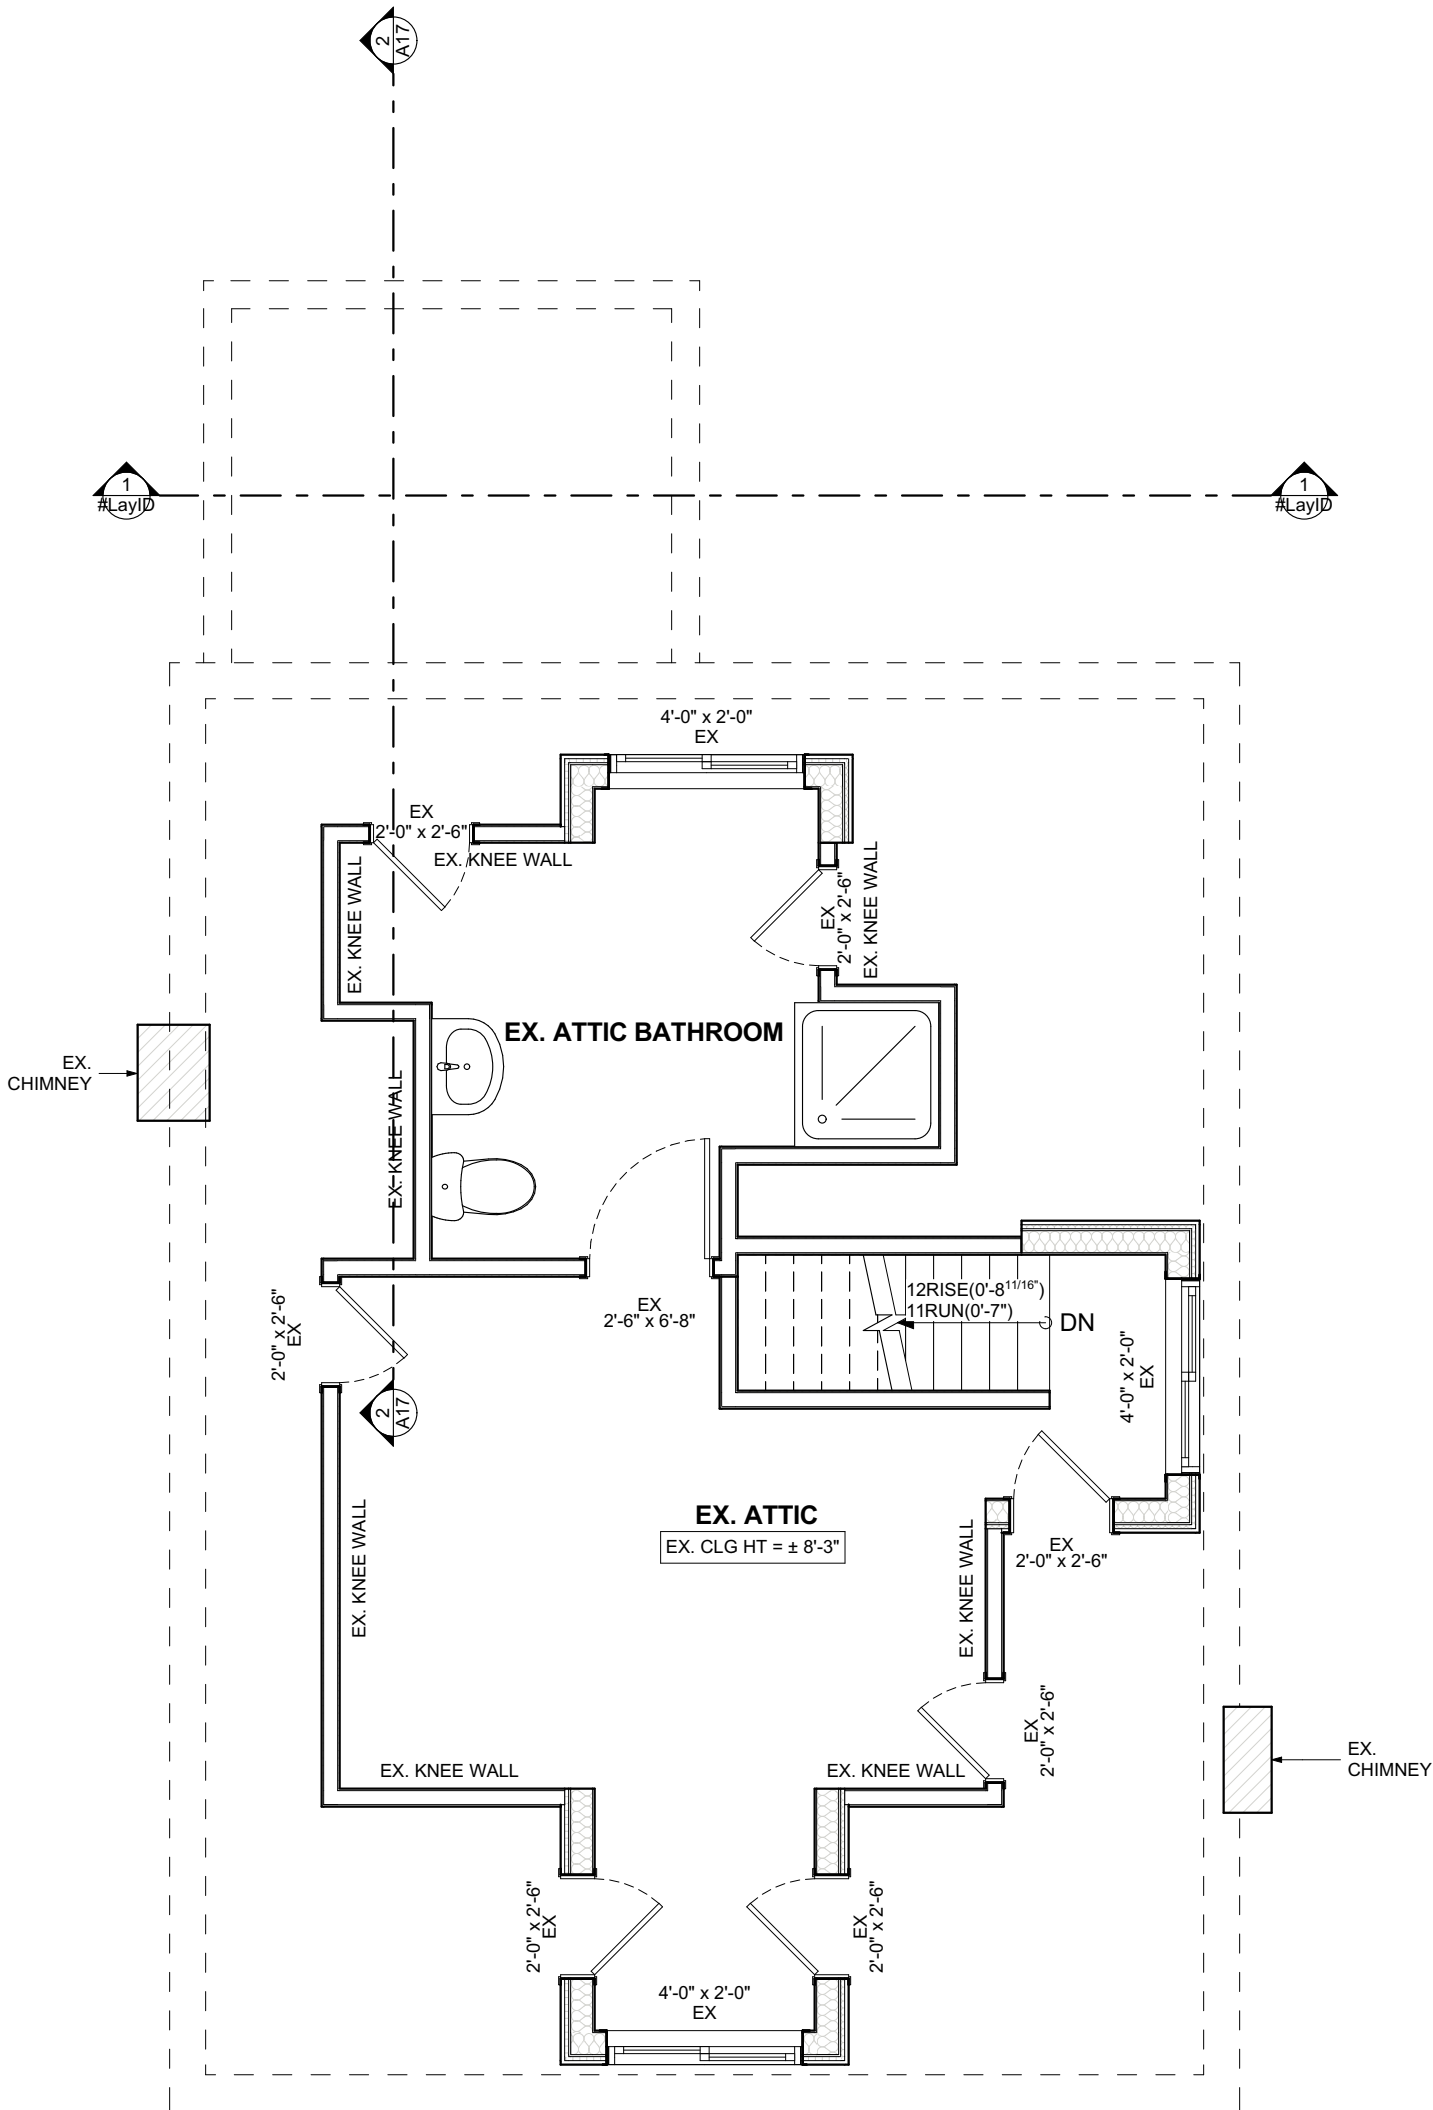 2
A17
1
#LayID
1
#LayID
4'-0" x 2'-0"
EX
EX
2'-0" x 2'-6"
EX. KNEE WALL
EX. KNEE WALL
EX
2'-0" x 2'-6"
EX. KNEE WALL
EX. ATTIC BATHROOM
EX.
CHIMNEY
EX. KNEE WALL
2'-0" x 2'-6"
EX
EX
2'-6" x 6'-8"
12RISE(0'-8 11/16")
11RUN(0'-7")
DN
4'-0" x 2'-0"
EX
2
A17
EX. ATTIC
EX. CLG HT = ± 8'-3"
EX. KNEE WALL
EX. KNEE WALL
EX
2'-0" x 2'-6"
EX
2'-0" x 2'-6"
EX.
CHIMNEY
EX. KNEE WALL
EX. KNEE WALL
2'-0" x 2'-6"
EX
EX
2'-0" x 2'-6"
4'-0" x 2'-0"
EX